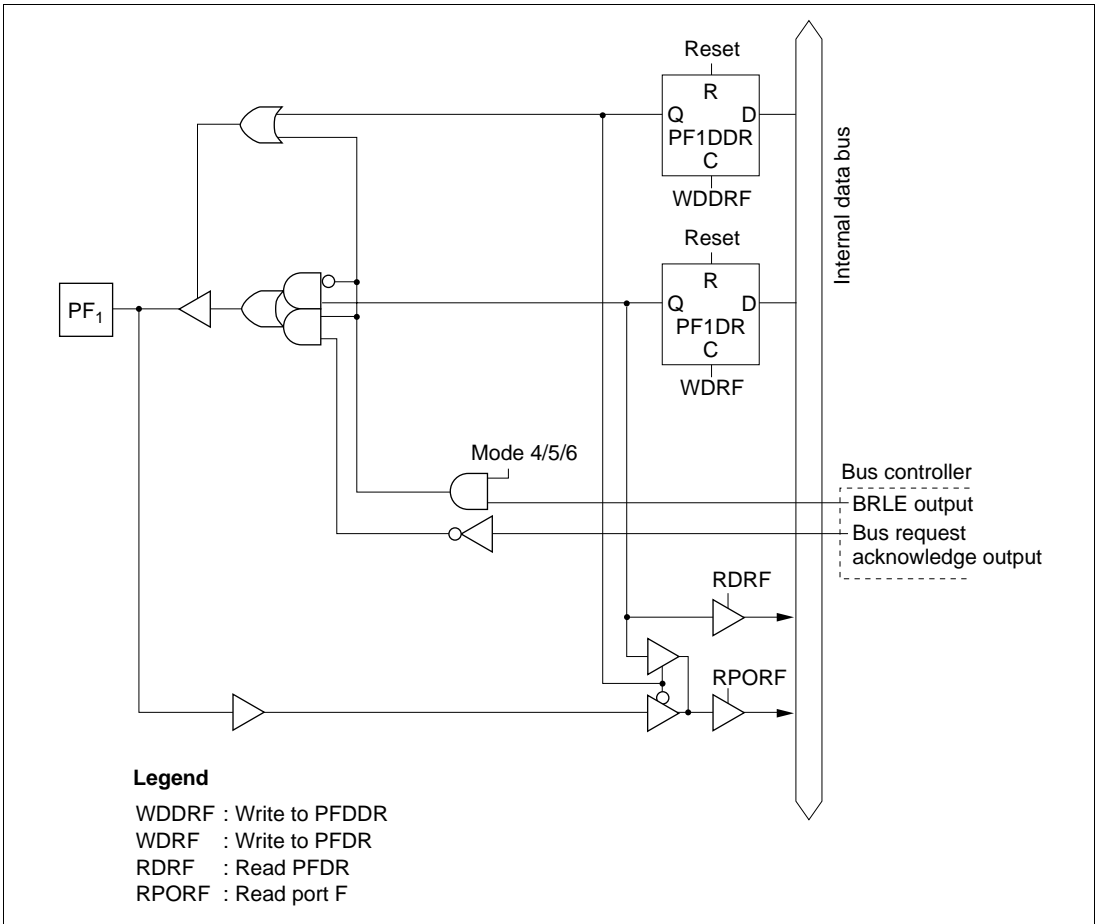 Reset
R
Q D
PF1DDR
C
WDDRF
Internal data bus
Reset
R
Q D
PF1DR
C
WDRF
PF1
Mode 4/5/6
Bus controller
BRLE output
Bus request
acknowledge output
RDRF
RPORF
Legend
WDDRF : Write to PFDDR
WDRF : Write to PFDR
RDRF : Read PFDR
RPORF : Read port F